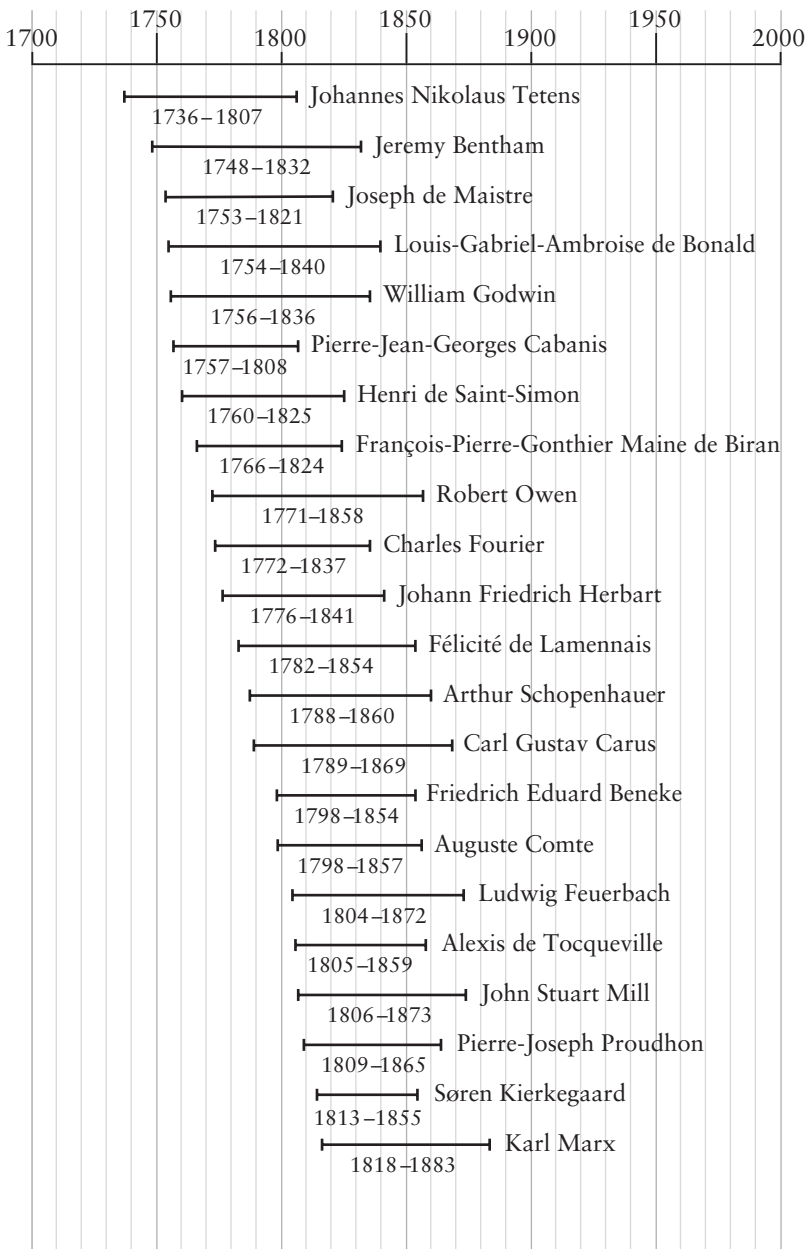 1700 1750 1800 1850 1900 1950 2000
Johannes Nikolaus Tetens
1736–1807
Jeremy Bentham
1748–1832
Joseph de Maistre
1753–1821
Louis-Gabriel-Ambroise de Bonald
1754–1840
William Godwin
1756–1836
Pierre-Jean-Georges Cabanis
1757–1808
Henri de Saint-Simon
1760–1825
François-Pierre-Gonthier Maine de Biran
1766–1824
Robert Owen
1771–1858
Charles Fourier
1772–1837
Johann Friedrich Herbart
1776–1841
Félicité de Lamennais
1782–1854
Arthur Schopenhauer
1788–1860
Carl Gustav Carus
1789–1869
Friedrich Eduard Beneke
1798–1854
Auguste Comte
1798–1857
Ludwig Feuerbach
1804–1872
Alexis de Tocqueville
1805–1859
John Stuart Mill
1806–1873
Pierre-Joseph Proudhon
1809–1865
Søren Kierkegaard
1813–1855
Karl Marx
1818–1883